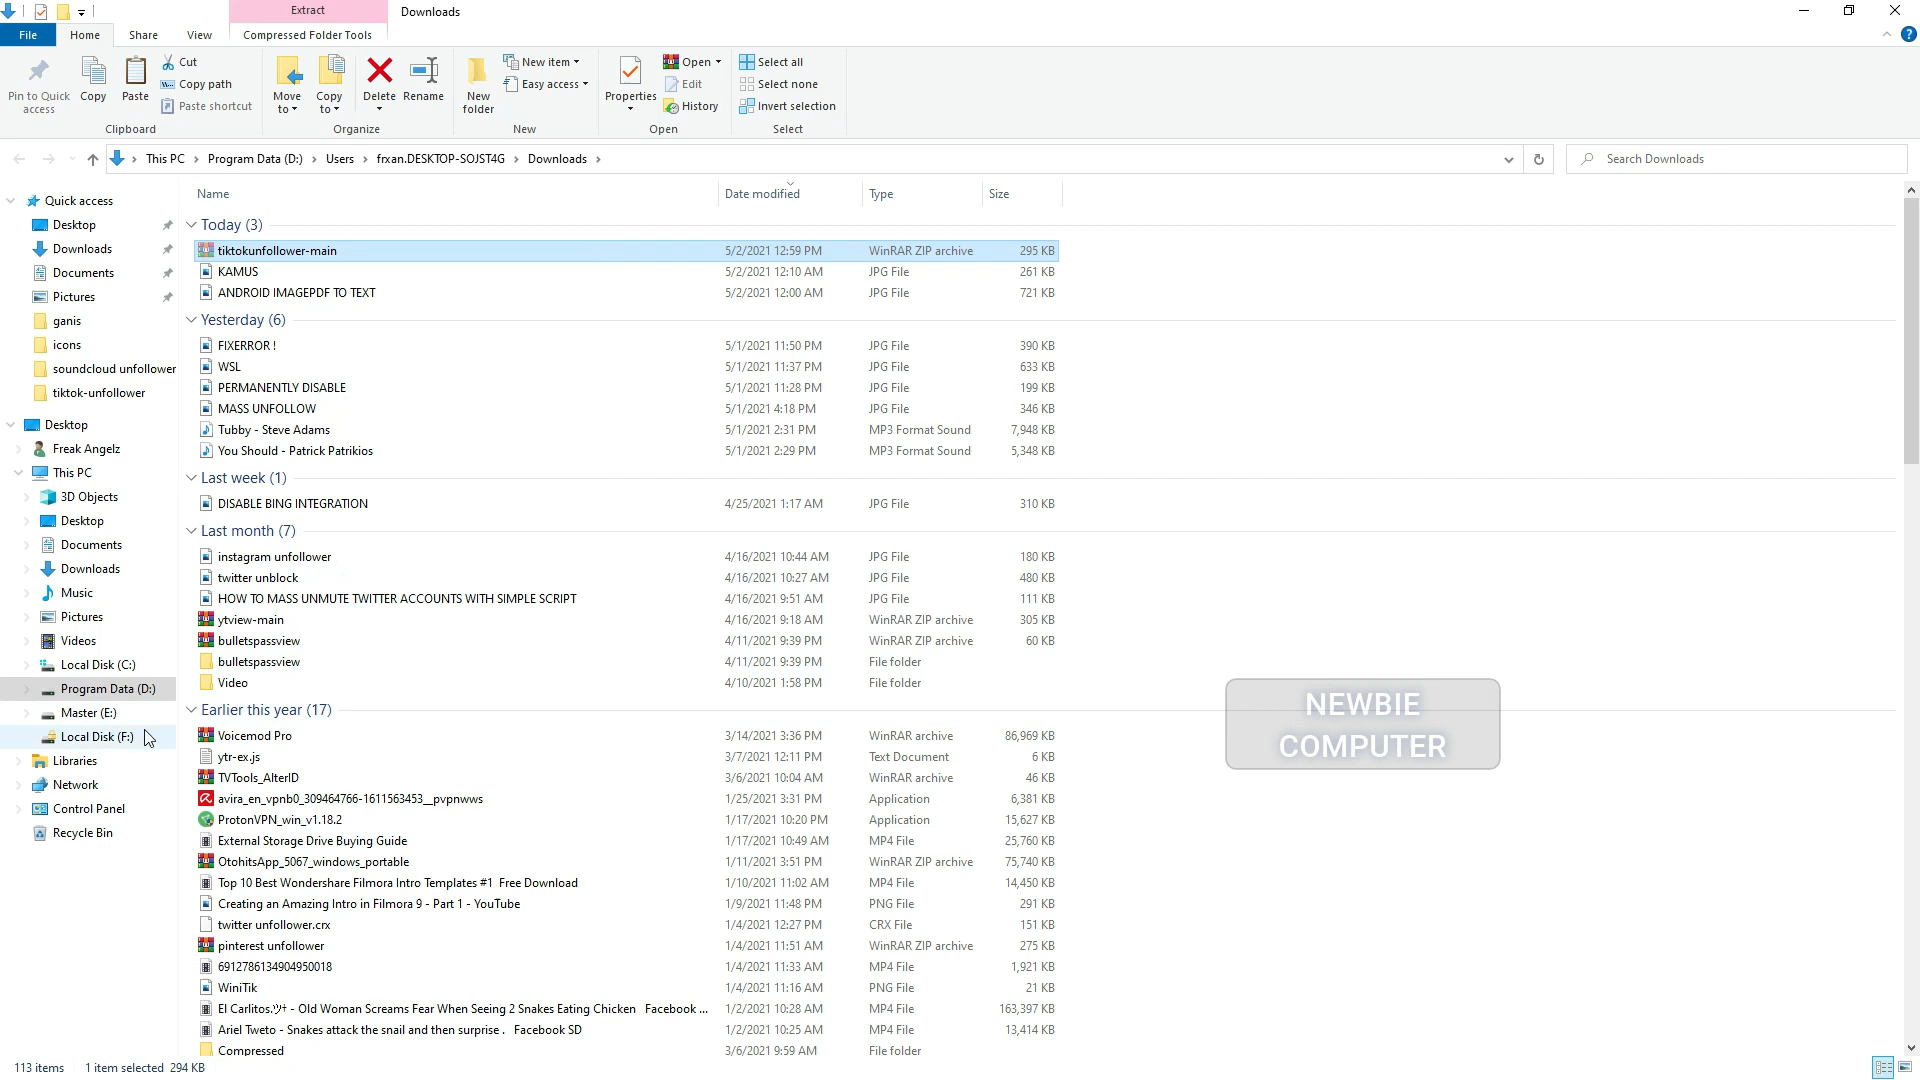 Extract Downloads
File Home Share View Compressed Folder Tools
Pin to Quick access
Copy
Paste
Cut
Copy path
Paste shortcut
Clipboard
Move to
Copy to
Delete
Rename
Organize
New folder
New item
Easy access
New
Properties
Open
Edit
History
Open
Select all
Select none
Invert selection
Select
This PC Program Data (D:) Users frxan.DESKTOP-SOJST4G Downloads
Search Downloads
Quick access
Desktop
Downloads
Documents
Pictures
ganis
icons
soundcloud unfollower
tiktok-unfollower
Desktop
Freak Angelz
This PC
3D Objects
Desktop
Documents
Downloads
Music
Pictures
Videos
Local Disk (C:)
Program Data (D:)
Master (E:)
Local Disk (F:)
Libraries
Network
Control Panel
Recycle Bin
Name Date modified Type Size
Today (3)
tiktokunfollower-main 5/2/2021 12:59 PM WinRAR ZIP archive 295 KB
KAMUS 5/2/2021 12:10 AM JPG File 261 KB
ANDROID IMAGEPDF TO TEXT 5/2/2021 12:00 AM JPG File 721 KB
Yesterday (6)
FIXERROR ! 5/1/2021 11:50 PM JPG File 390 KB
WSL 5/1/2021 11:37 PM JPG File 633 KB
PERMANENTLY DISABLE 5/1/2021 11:28 PM JPG File 199 KB
MASS UNFOLLOW 5/1/2021 4:18 PM JPG File 346 KB
Tubby - Steve Adams 5/1/2021 2:31 PM MP3 Format Sound 7,948 KB
You Should - Patrick Patrikios 5/1/2021 2:29 PM MP3 Format Sound 5,348 KB
Last week (1)
DISABLE BING INTEGRATION 4/25/2021 1:17 AM JPG File 310 KB
Last month (7)
instagram unfollower 4/16/2021 10:44 AM JPG File 180 KB
twitter unblock 4/16/2021 10:27 AM JPG File 480 KB
HOW TO MASS UNMUTE TWITTER ACCOUNTS WITH SIMPLE SCRIPT 4/16/2021 9:51 AM JPG File 111 KB
ytview-main 4/16/2021 9:18 AM WinRAR ZIP archive 305 KB
bulletspassview 4/11/2021 9:39 PM WinRAR ZIP archive 60 KB
bulletspassview 4/11/2021 9:39 PM File folder
Video 4/10/2021 1:58 PM File folder
Earlier this year (17)
Voicemod Pro 3/14/2021 3:36 PM WinRAR archive 86,969 KB
ytr-ex.js 3/7/2021 12:11 PM Text Document 6 KB
TVTools_AlterID 3/6/2021 10:04 AM WinRAR archive 46 KB
avira_en_vpnb0_309464766-1611563453__pvpnwws 1/25/2021 3:31 PM Application 6,381 KB
ProtonVPN_win_v1.18.2 1/17/2021 10:20 PM Application 15,627 KB
External Storage Drive Buying Guide 1/17/2021 10:49 AM MP4 File 25,760 KB
OtohitsApp_5067_windows_portable 1/11/2021 3:51 PM WinRAR ZIP archive 75,740 KB
Top 10 Best Wondershare Filmora Intro Templates #1 Free Download 1/10/2021 11:02 AM MP4 File 14,450 KB
Creating an Amazing Intro in Filmora 9 - Part 1 - YouTube 1/9/2021 11:48 PM PNG File 291 KB
twitter unfollower.crx 1/4/2021 12:27 PM CRX File 151 KB
pinterest unfollower 1/4/2021 11:51 AM WinRAR archive 275 KB
6912786134904950018 1/4/2021 11:33 AM MP4 File 1,921 KB
WiniTik 1/4/2021 11:16 AM PNG File 21 KB
El Carlitos.ツ† - Old Woman Screams Fear When Seeing 2 Snakes Eating Chicken Facebook ... 1/2/2021 10:28 AM MP4 File 163,397 KB
Ariel Tweto - Snakes attack the snail and then surprise . Facebook SD 1/2/2021 10:25 AM MP4 File 13,414 KB
Compressed 3/6/2021 9:59 AM File folder
NEWBIE
COMPUTER
113 items 1 item selected 294 KB